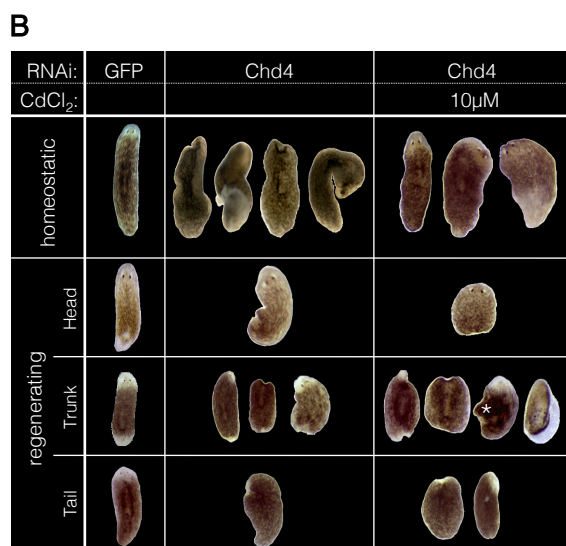 B
RNAi: GFP Chd4 Chd4
CdCl₂: 10µM
homeostatic
regenerating
Head
Trunk
*
Tail